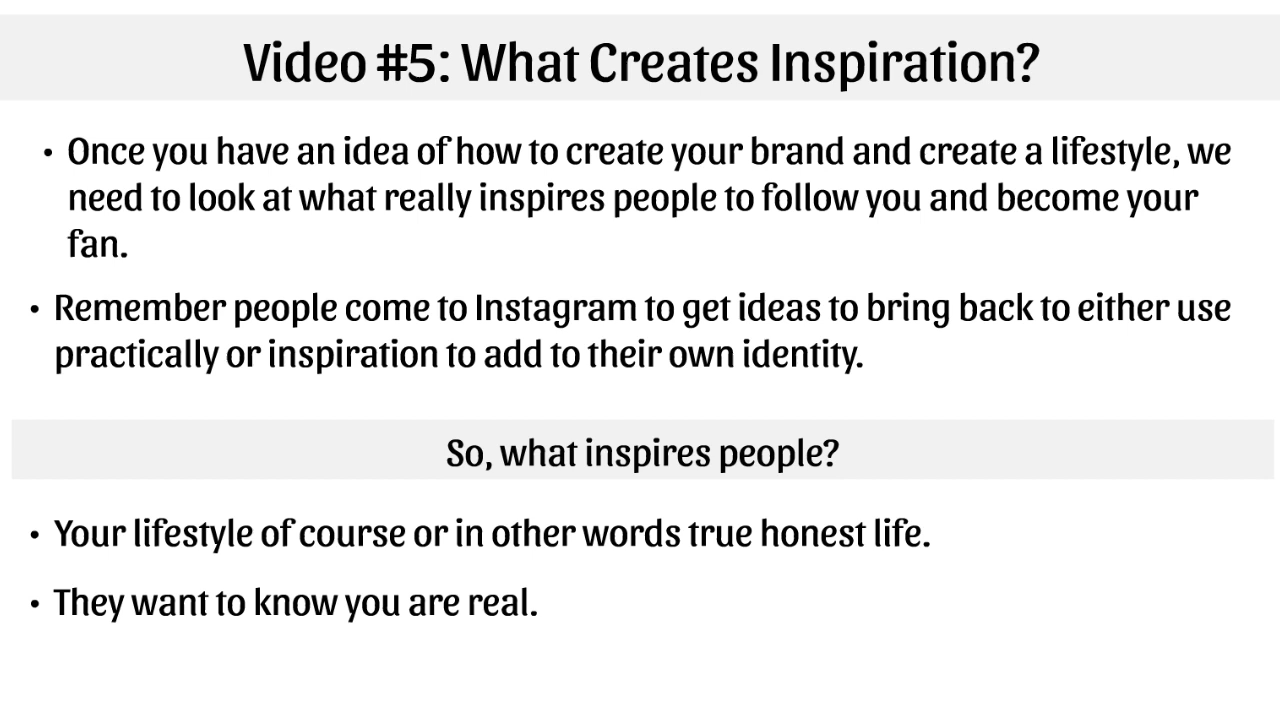 Video #5: What Creates Inspiration?
• Once you have an idea of how to create your brand and create a lifestyle, we
need to look at what really inspires people to follow you and become your
fan.
• Remember people come to Instagram to get ideas to bring back to either use
practically or inspiration to add to their own identity.
So, what inspires people?
• Your lifestyle of course or in other words true honest life.
• They want to know you are real.